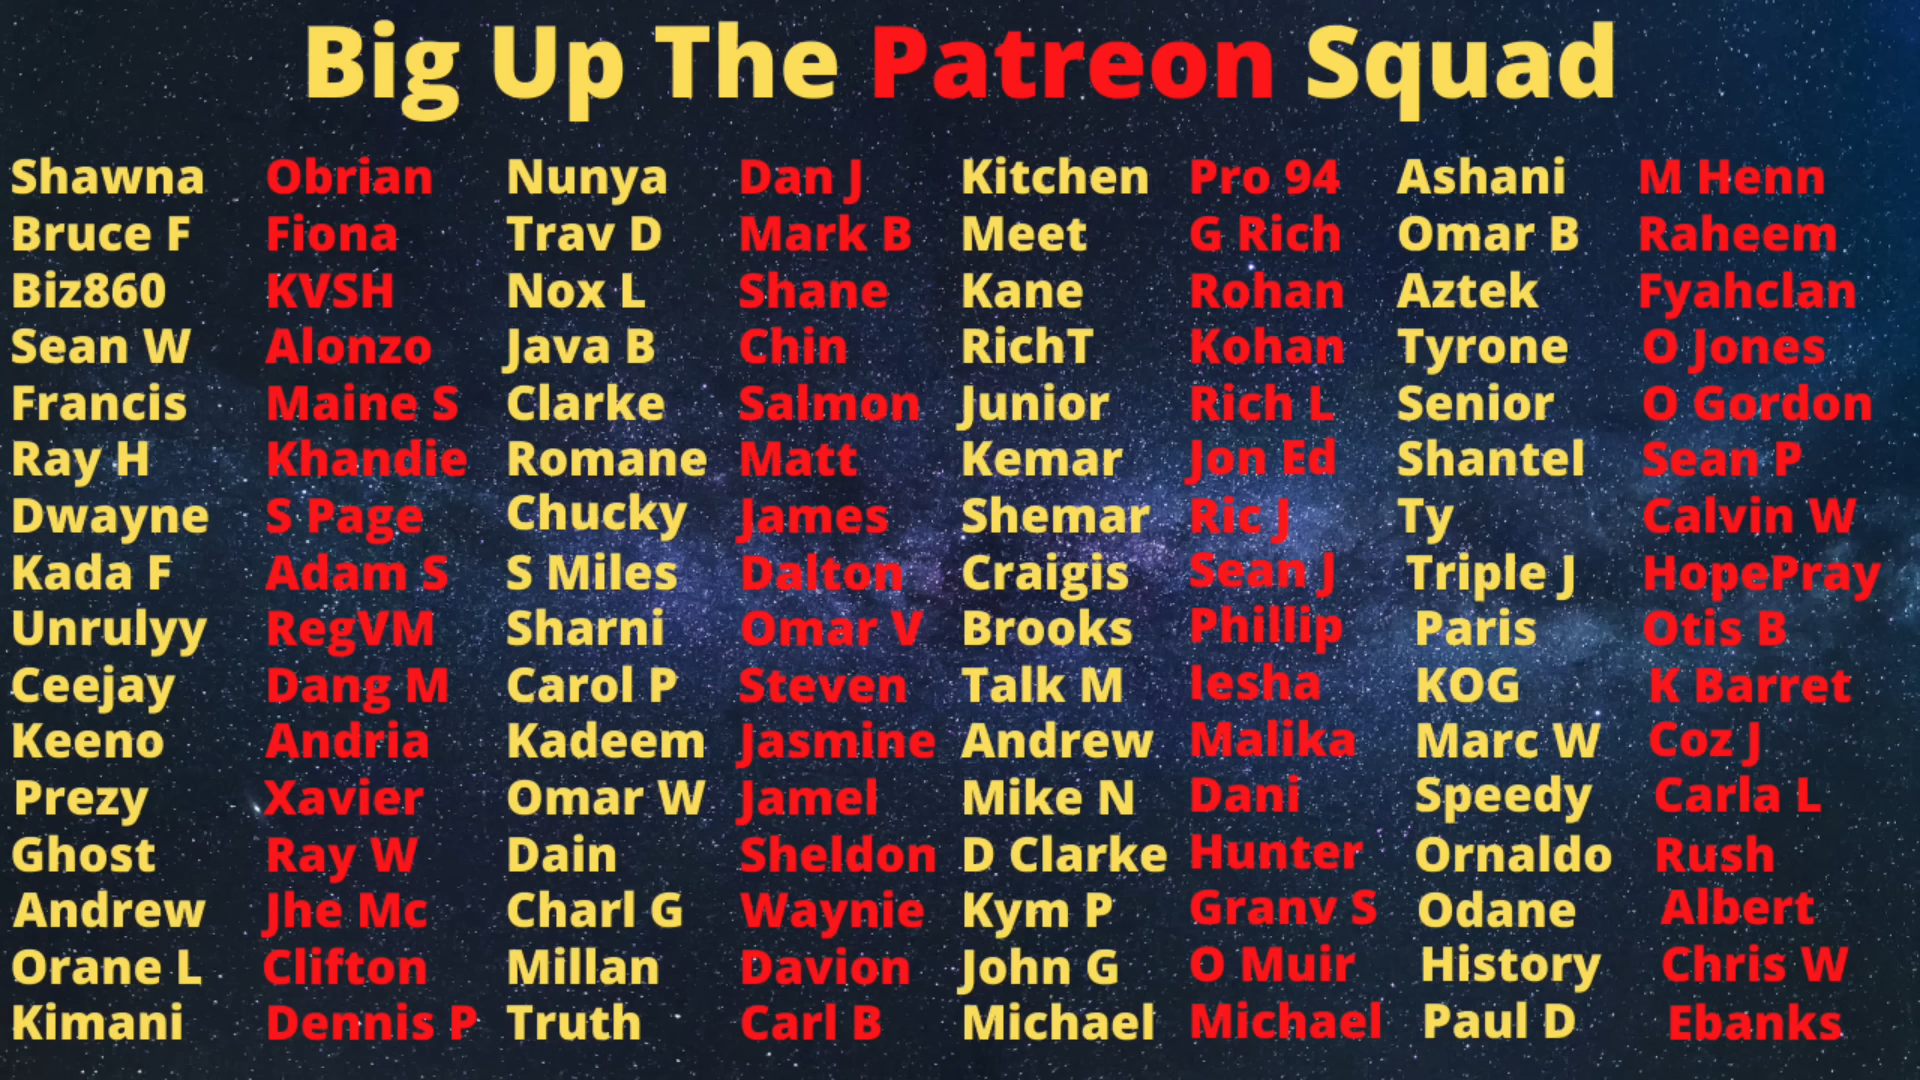 Big Up The Patreon Squad
Shawna Obrian Nunya Dan J Kitchen Pro 94 Ashani M Henn
Bruce F Fiona Trav D Mark B Meet G Rich Omar B Raheem
Biz860 KVSH Nox L Shane Kane Rohan Aztek Fyahclan
Sean W Alonzo Java B Chin RichT Kohan Tyrone O Jones
Francis Maine S Clarke Salmon Junior Rich L Senior O Gordon
Ray H Khandie Romane Matt Kemar Jon Ed Shantel Sean P
Dwayne S Page Chucky James Shemar Ric J Ty Calvin W
Kada F Adam S S Miles Dalton Craigis Sean J Triple J HopePray
Unrulyy RegVM Sharni Omar V Brooks Phillip Paris Otis B
Ceejay Dang M Carol P Steven Talk M Iesha KOG K Barret
Keeno Andria Kadeem Jasmine Andrew Malika Marc W Coz J
Prezy Xavier Omar W Jamel Mike N Dani Speedy Carla L
Ghost Ray W Dain Sheldon D Clarke Hunter Ornaldo Rush
Andrew Jhe Mc Charl G Waynie Kym P Granv S Odane Albert
Orane L Clifton Millan Davion John G O Muir History Chris W
Kimani Dennis P Truth Carl B Michael Michael Paul D Ebanks